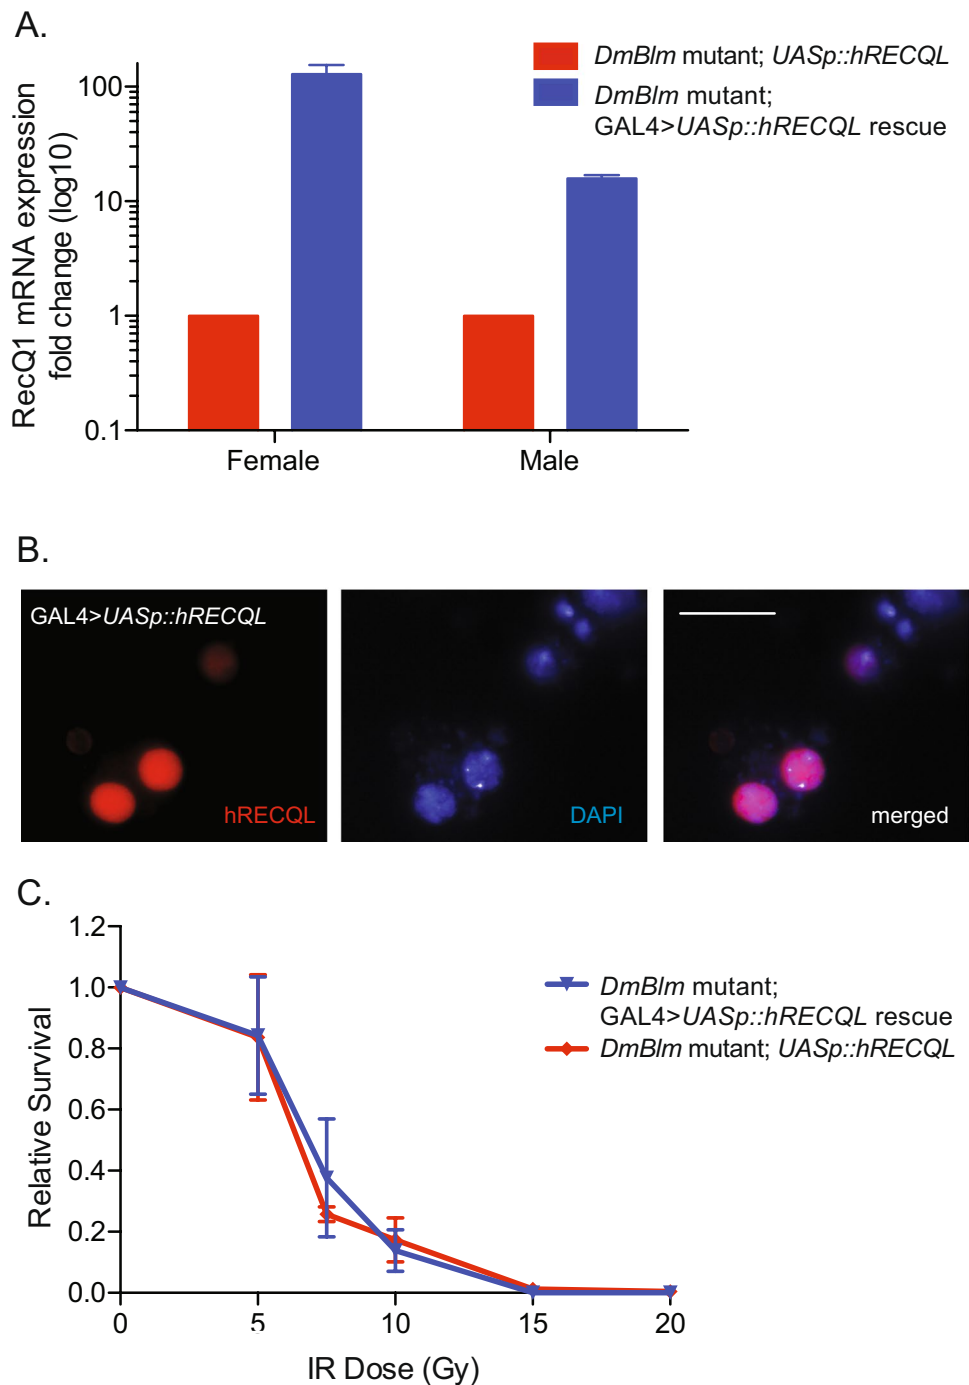 A.
RecQ1 mRNA expression
fold change (log10)
100
10
1
0.1
Female
Male
DmBlm mutant; UASp::hRECQL
DmBlm mutant;
GAL4>UASp::hRECQL rescue
B.
GAL4>UASp::hRECQL
hRECQL
DAPI
merged
C.
Relative Survival
1.2
1.0
0.8
0.6
0.4
0.2
0.0
0
5
10
15
20
IR Dose (Gy)
DmBlm mutant;
GAL4>UASp::hRECQL rescue
DmBlm mutant; UASp::hRECQL